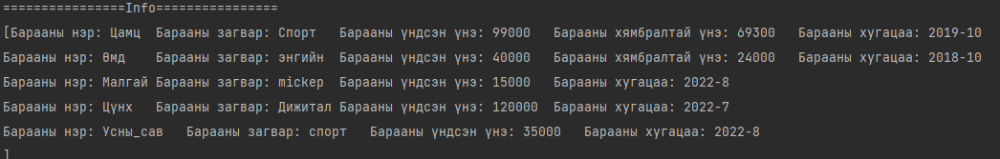 ================Info================
[Барааны нэр: Цамц  Барааны загвар: Спорт   Барааны үндсэн үнэ: 99000   Барааны хямбралтай үнэ: 69300   Барааны хугацаа: 2019-10
Барааны нэр: Өмд    Барааны загвар: энгийн  Барааны үндсэн үнэ: 40000   Барааны хямбралтай үнэ: 24000   Барааны хугацаа: 2018-10
Барааны нэр: Малгай Барааны загвар: mickep  Барааны үндсэн үнэ: 15000   Барааны хугацаа: 2022-8
Барааны нэр: Цүнх   Барааны загвар: Дижитал Барааны үндсэн үнэ: 120000  Барааны хугацаа: 2022-7
Барааны нэр: Усны_сав   Барааны загвар: спорт   Барааны үндсэн үнэ: 35000   Барааны хугацаа: 2022-8
]